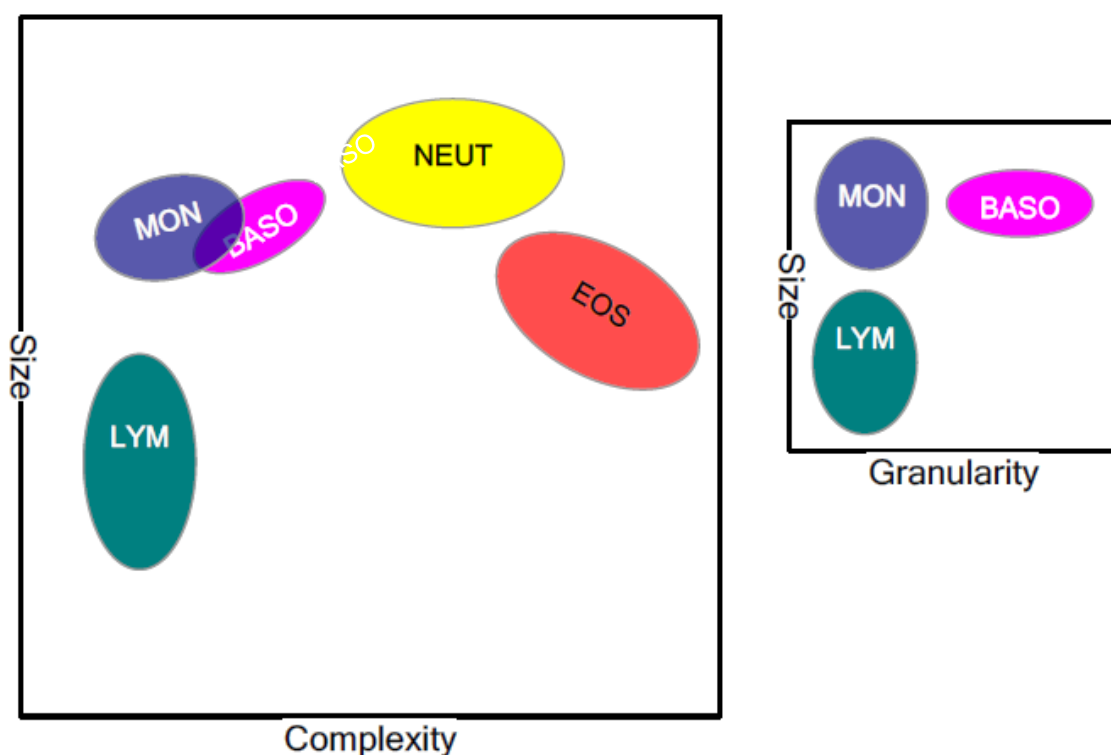 SO
NEUT
MON
BASO
EOS
LYM
Size
Complexity
MON
BASO
LYM
Size
Granularity